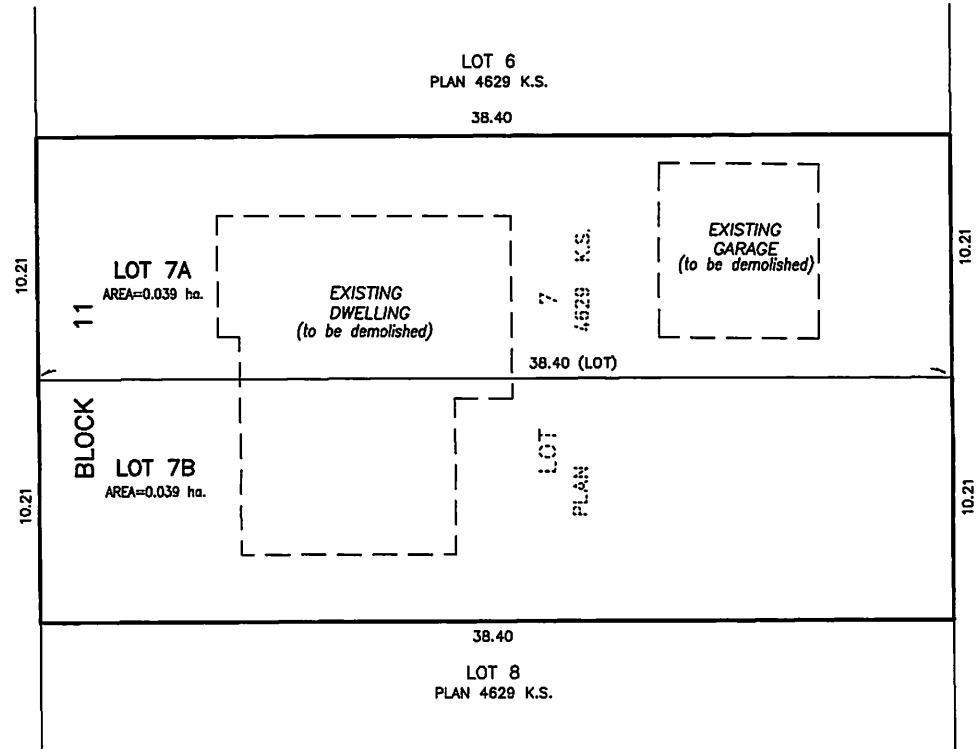 LOT 6
PLAN 4629 K.S.
38.40
10.21
10.21
EXISTING
GARAGE
(to be demolished)
LOT 7A
AREA=0.039 ha.
EXISTING
DWELLING
(to be demolished)
38.40 (LOT)
BLOCK 11
LOT 7
PLAN 4629 K.S.
LOT 7B
AREA=0.039 ha.
10.21
10.21
38.40
LOT 8
PLAN 4629 K.S.